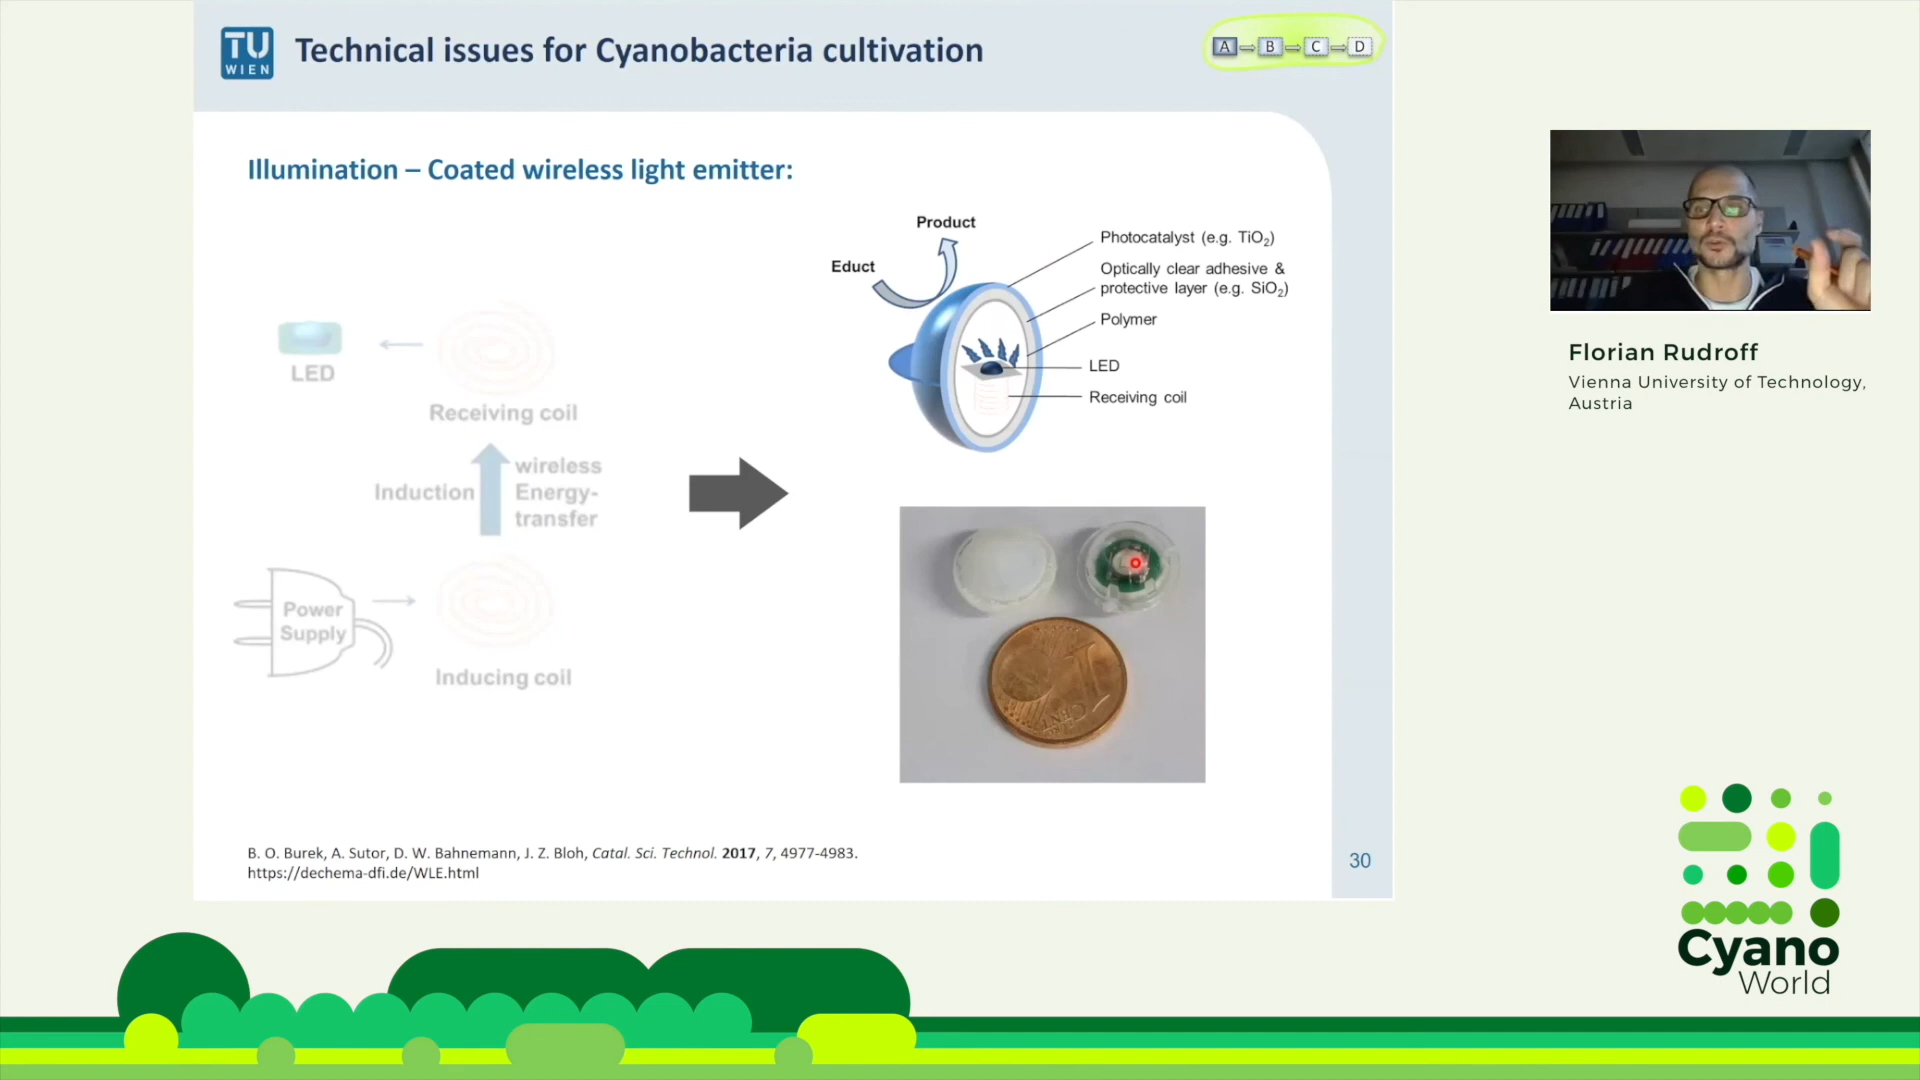 TU
WIEN
Technical issues for Cyanobacteria cultivation
A
B
C
D
Illumination – Coated wireless light emitter:
LED
Receiving coil
Induction
wireless
Energy-
transfer
Power
Supply
Inducing coil
Product
Educt
Photocatalyst (e.g. TiO₂)
Optically clear adhesive &
protective layer (e.g. SiO₂)
Polymer
LED
Receiving coil
1
CENT
B. O. Burek, A. Sutor, D. W. Bahnemann, J. Z. Bloh, Catal. Sci. Technol. 2017, 7, 4977-4983.
https://dechema-dfi.de/WLE.html
30
Florian Rudroff
Vienna University of Technology,
Austria
Cyano
World